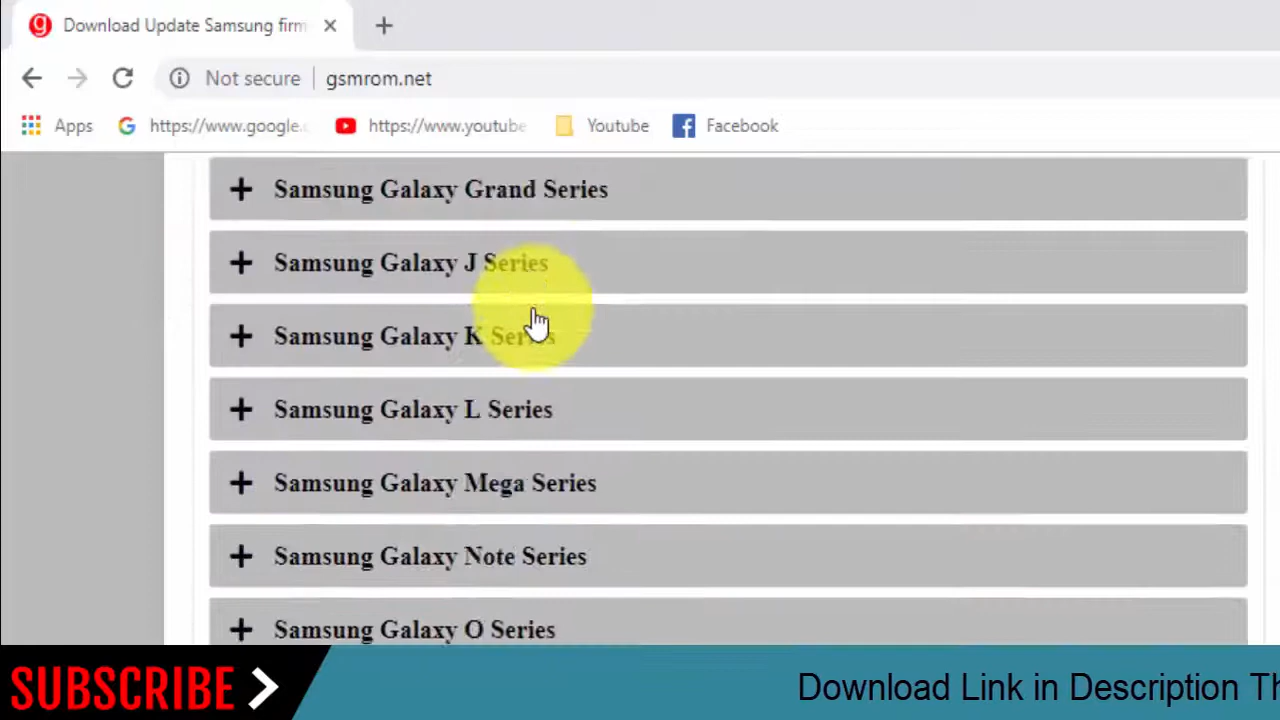 g Download Update Samsung firm
Not secure gsmrom.net
Apps https://www.google. https://www.youtube Youtube Facebook
Samsung Galaxy Grand Series
Samsung Galaxy J Series
Samsung Galaxy K Series
Samsung Galaxy L Series
Samsung Galaxy Mega Series
Samsung Galaxy Note Series
Samsung Galaxy O Series
SUBSCRIBE Download Link in Description Th